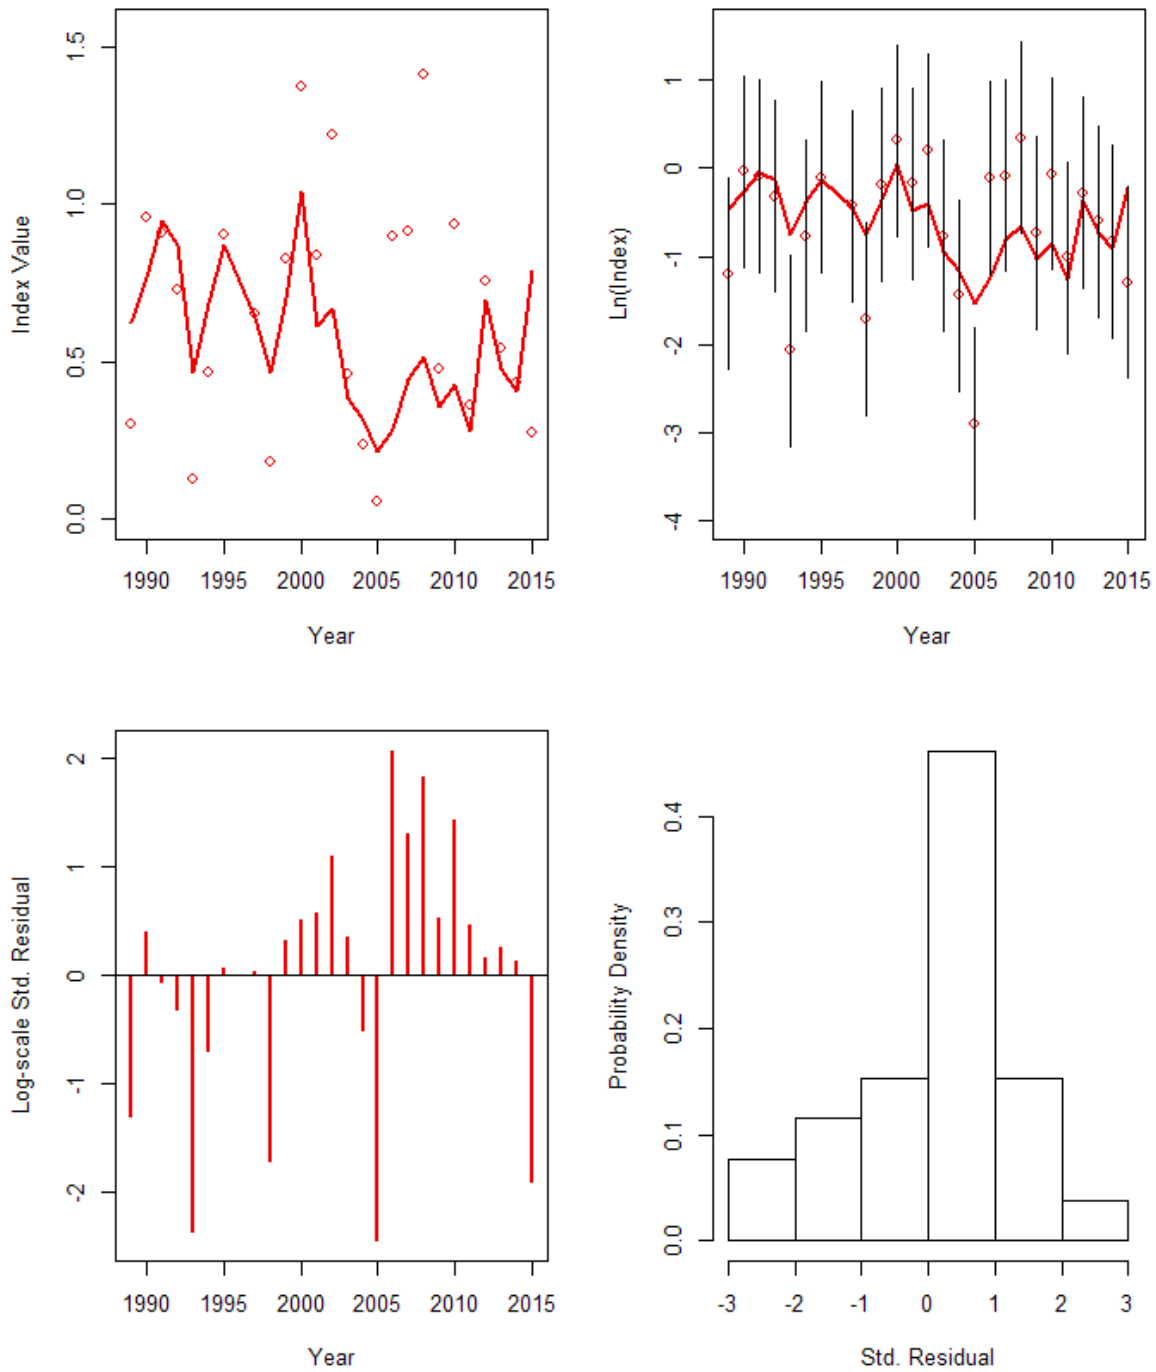 Index Value
0.0 0.5 1.0 1.5
1990 1995 2000 2005 2010 2015
Year
Ln(Index)
-4 -3 -2 -1 0 1
1990 1995 2000 2005 2010 2015
Year
Log-scale Std. Residual
-2 -1 0 1 2
1990 1995 2000 2005 2010 2015
Year
Probability Density
0.0 0.1 0.2 0.3 0.4
-3 -2 -1 0 1 2 3
Std. Residual